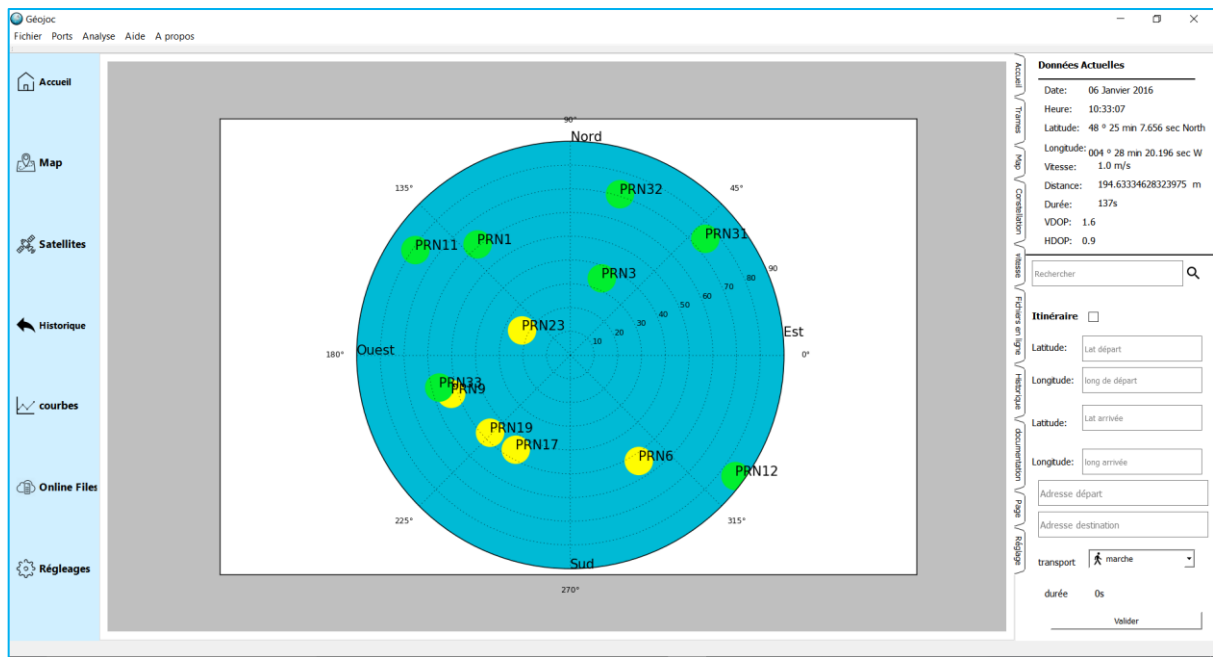 Géojoc
Fichier Ports Analyse Aide A propos
Accueil
Map
Satellites
Historique
courbes
Online Files
Régleages
90°
Nord
135°
45°
PRN32
PRN11
PRN1
PRN31
PRN3
90
80
70
60
50
40
30
20
10
PRN23
Est
180°
Ouest
0°
PRN33
PRN9
PRN19
PRN17
PRN6
PRN12
225°
315°
Sud
270°
Accueil
Trames
Map
Constellation
vitesse
Fichiers en ligne
Historique
documentation
Page
Réglage
Données Actuelles
Date: 06 Janvier 2016
Heure: 10:33:07
Latitude: 48 ° 25 min 7.656 sec North
Longitude: 004 ° 28 min 20.196 sec W
Vitesse: 1.0 m/s
Distance: 194.63334628323975 m
Durée: 137s
VDOP: 1.6
HDOP: 0.9
Rechercher
Itinéraire
Latitude: Lat départ
Longitude: long de départ
Latitude: Lat arrivée
Longitude: long arrivée
Adresse départ
Adresse destination
transport marche
durée 0s
Valider